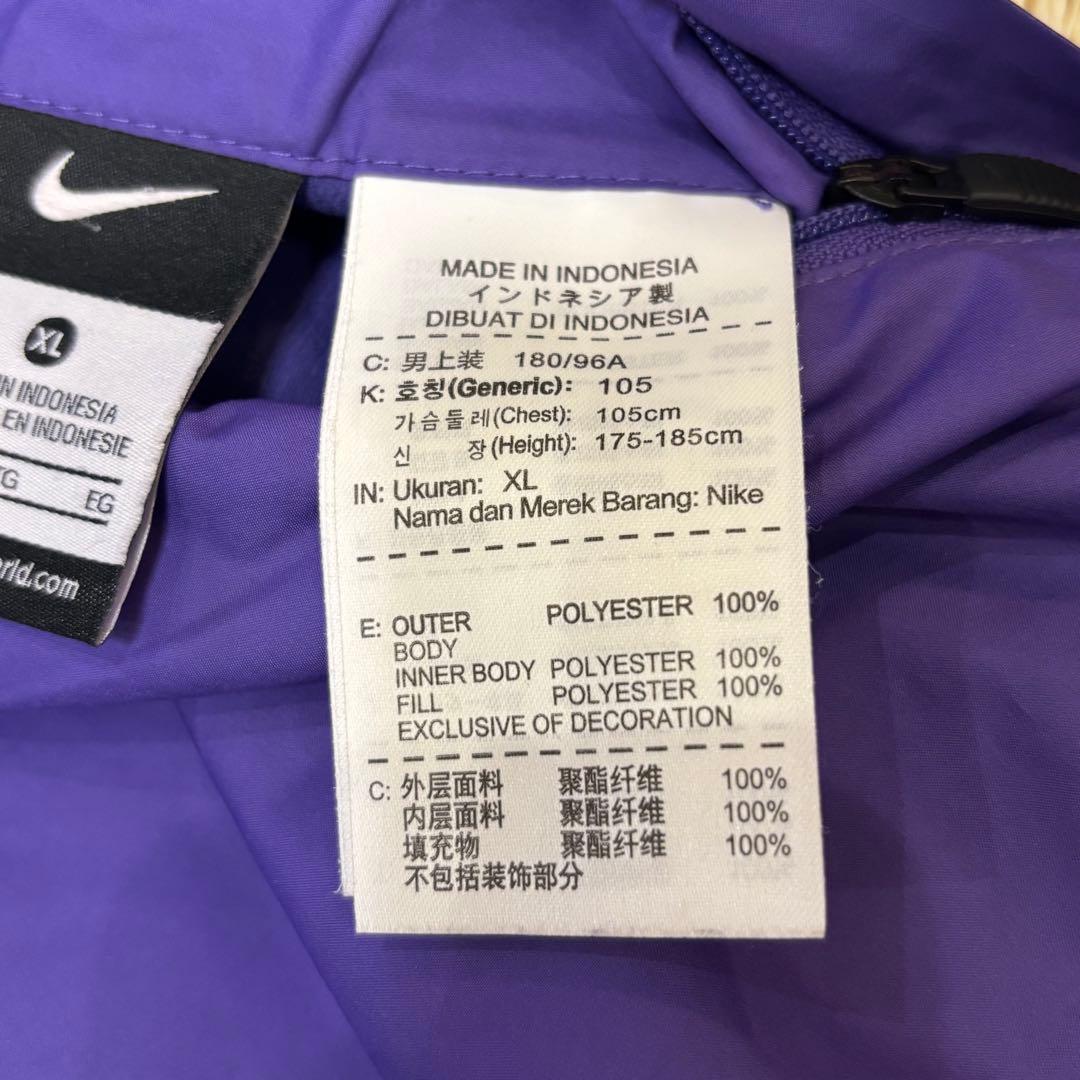 XL
IN INDONESIA
EN INDONESIE
EG
rld.com
MADE IN INDONESIA
インドネシア製
DIBUAT DI INDONESIA
C: 男上装 180/96A
K: 호칭(Generic): 105
가슴둘레(Chest): 105cm
신 장(Height): 175-185cm
IN: Ukuran: XL
Nama dan Merek Barang: Nike
E: OUTER POLYESTER 100%
BODY
INNER BODY POLYESTER 100%
FILL POLYESTER 100%
EXCLUSIVE OF DECORATION
C: 外层面料 聚酯纤维 100%
内层面料 聚酯纤维 100%
填充物 聚酯纤维 100%
不包括装饰部分